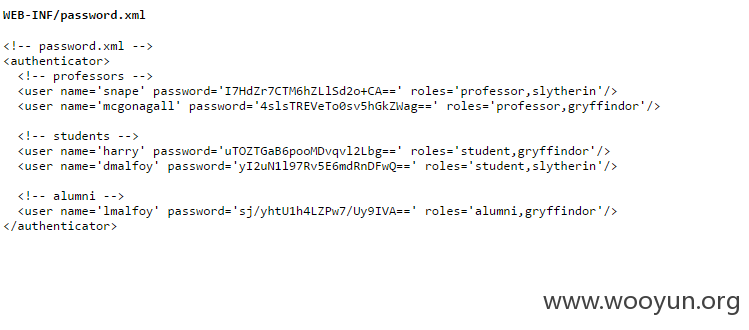 WEB-INF/password.xml
<!-- password.xml -->
<authenticator>
<!-- professors -->
<user name='snape' password='I7HdZr7CTM6hZLlSd2o+CA==' roles='professor,slytherin'/>
<user name='mcgonagall' password='4slsTREVeTo0sv5hGkZWag==' roles='professor,gryffindor'/>
<!-- students -->
<user name='harry' password='uTOZTGaB6pooMDvqvl2Lbg==' roles='student,gryffindor'/>
<user name='dmalfoy' password='yI2uN1l97Rv5E6mdRnDFwQ==' roles='student,slytherin'/>
<!-- alumni -->
<user name='lmalfoy' password='sj/yhtU1h4LZPw7/Uy9IVA==' roles='alumni,gryffindor'/>
</authenticator>
www.wooyun.org